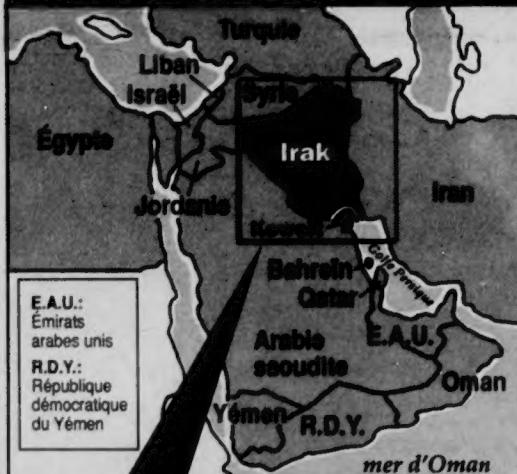 Turquie
Liban
Syrie
Israël
Égypte
Irak
Iran
Jordanie
Koweït
Golfe Persique
Bahreïn
Qatar
E.A.U.:
Émirats
arabes unis
R.D.Y.:
République
démocratique
du Yémen
E.A.U.
Arabie
saoudite
Oman
Yémen
R.D.Y.
mer d'Oman